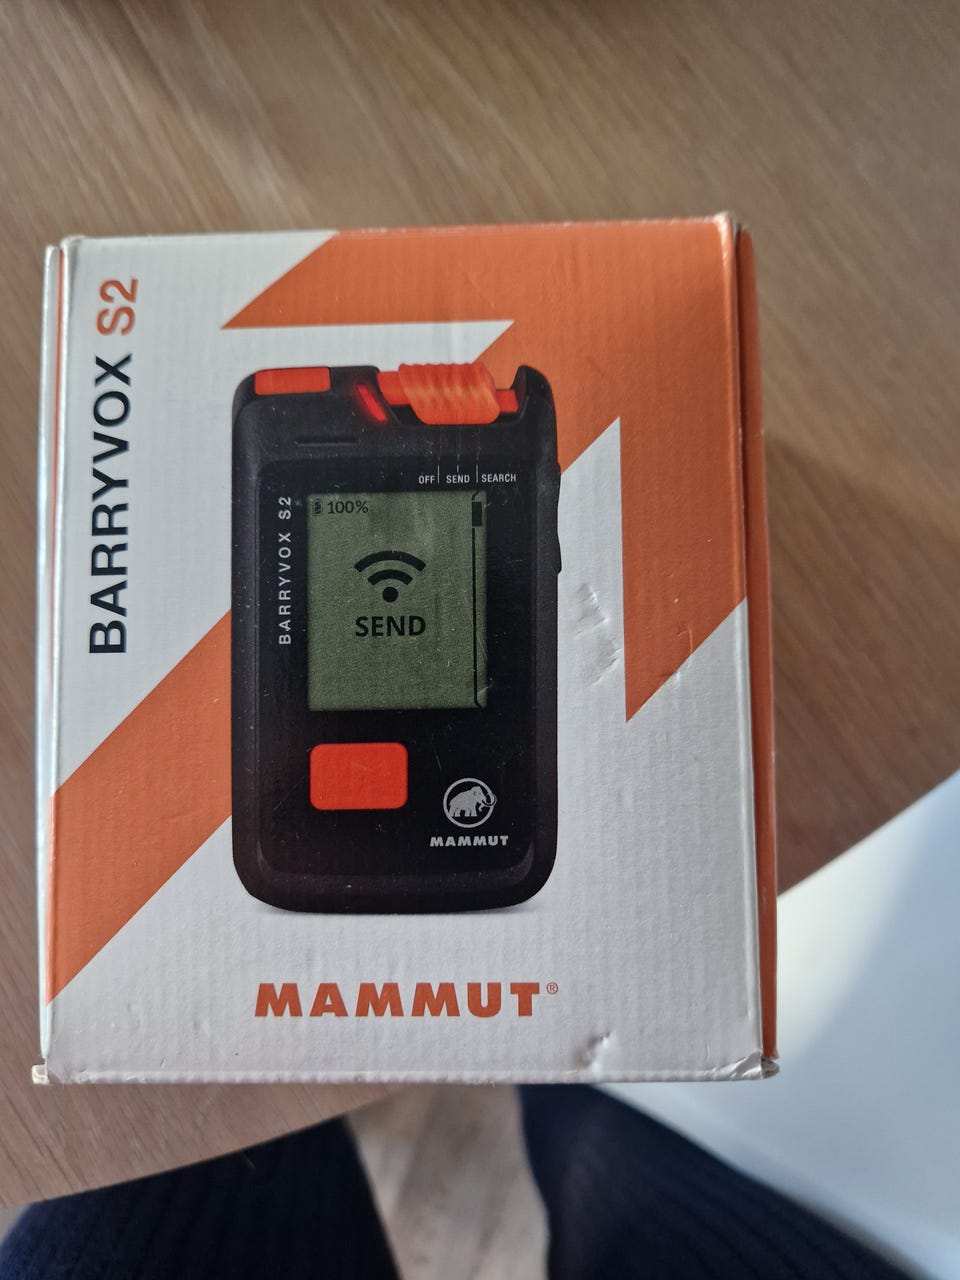 BARRYVOX S2
OFF | SEND | SEARCH
BARRYVOX S2
100%
SEND
MAMMUT
MAMMUT®